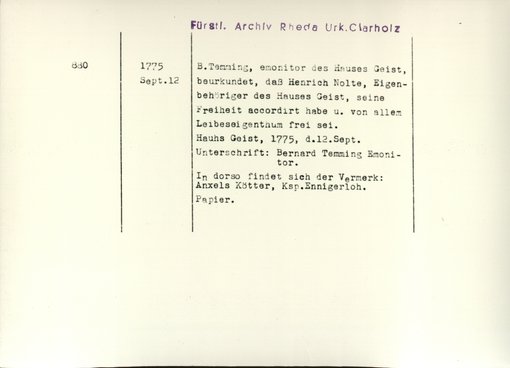 Fürstl. Archiv Rheda Urk.Clarholz
880
1775
Sept.12
B.Temming, emonitor des Hauses Geist,
beurkundet, daß Henrich Nolte, Eigen-
behöriger des Hauses Geist, seine
Freiheit accordirt habe u. von allem
Leibeseigenthum frei sei.
Hauhs Geist, 1775, d.12.Sept.
Unterschrift: Bernard Temming Emoni-
tor.
In dorso findet sich der Vermerk:
Anxels Kötter, Ksp.Ennigerloh.
Papier.